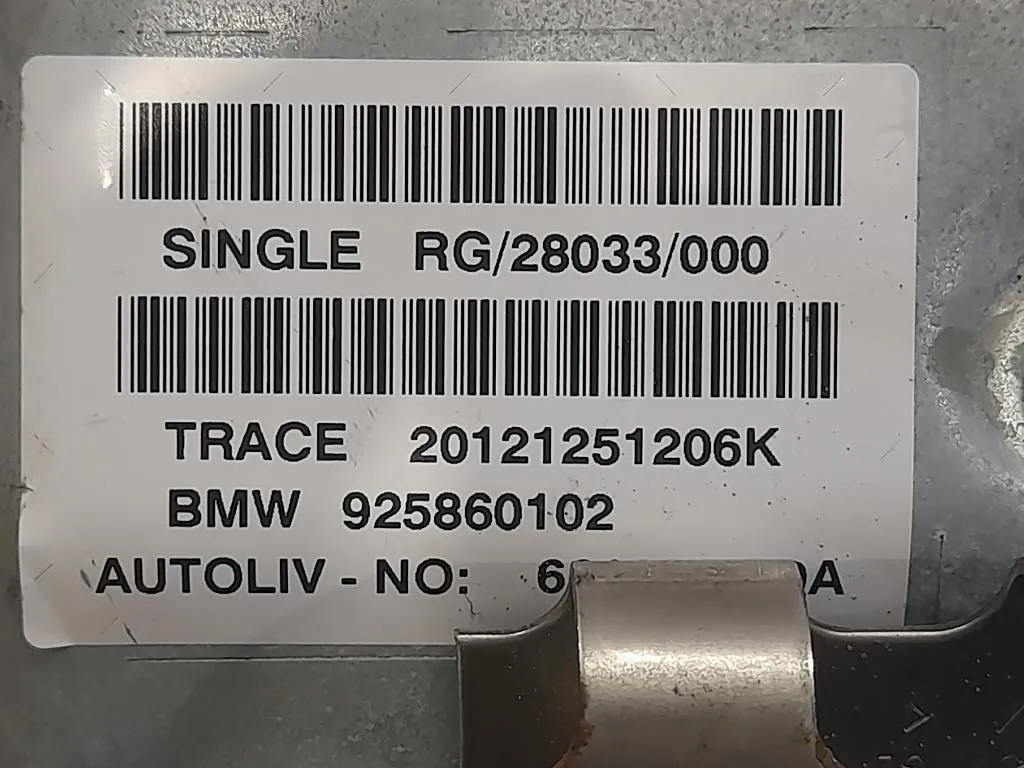 SINGLE RG/28033/000
TRACE 20121251206K
BMW 925860102
AUTOLIV - NO: